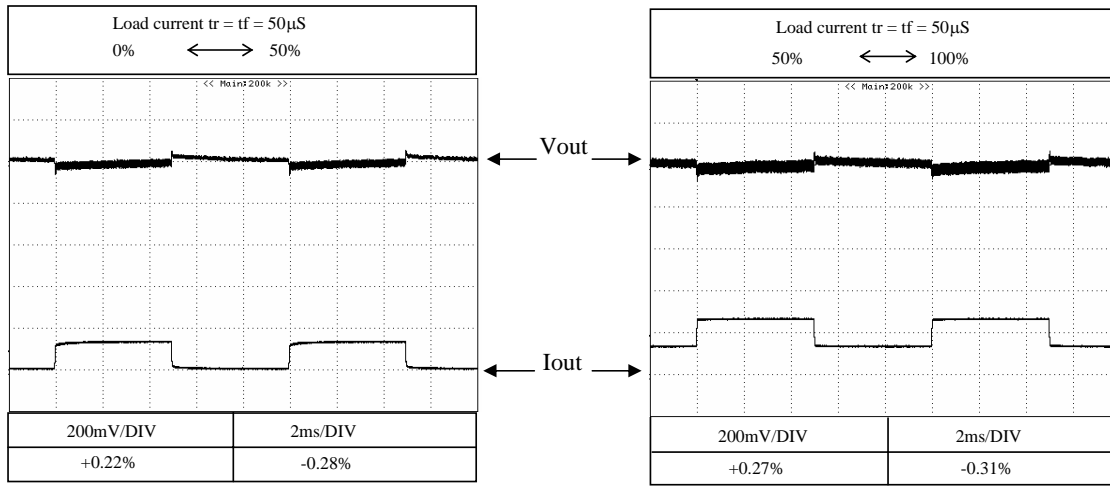 Load current tr = tf = 50μS
0% ⟷ 50%
<< Main:200k >>
200mV/DIV 2ms/DIV
+0.22% -0.28%
Vout
Iout
Load current tr = tf = 50μS
50% ⟷ 100%
<< Main:200k >>
200mV/DIV 2ms/DIV
+0.27% -0.31%